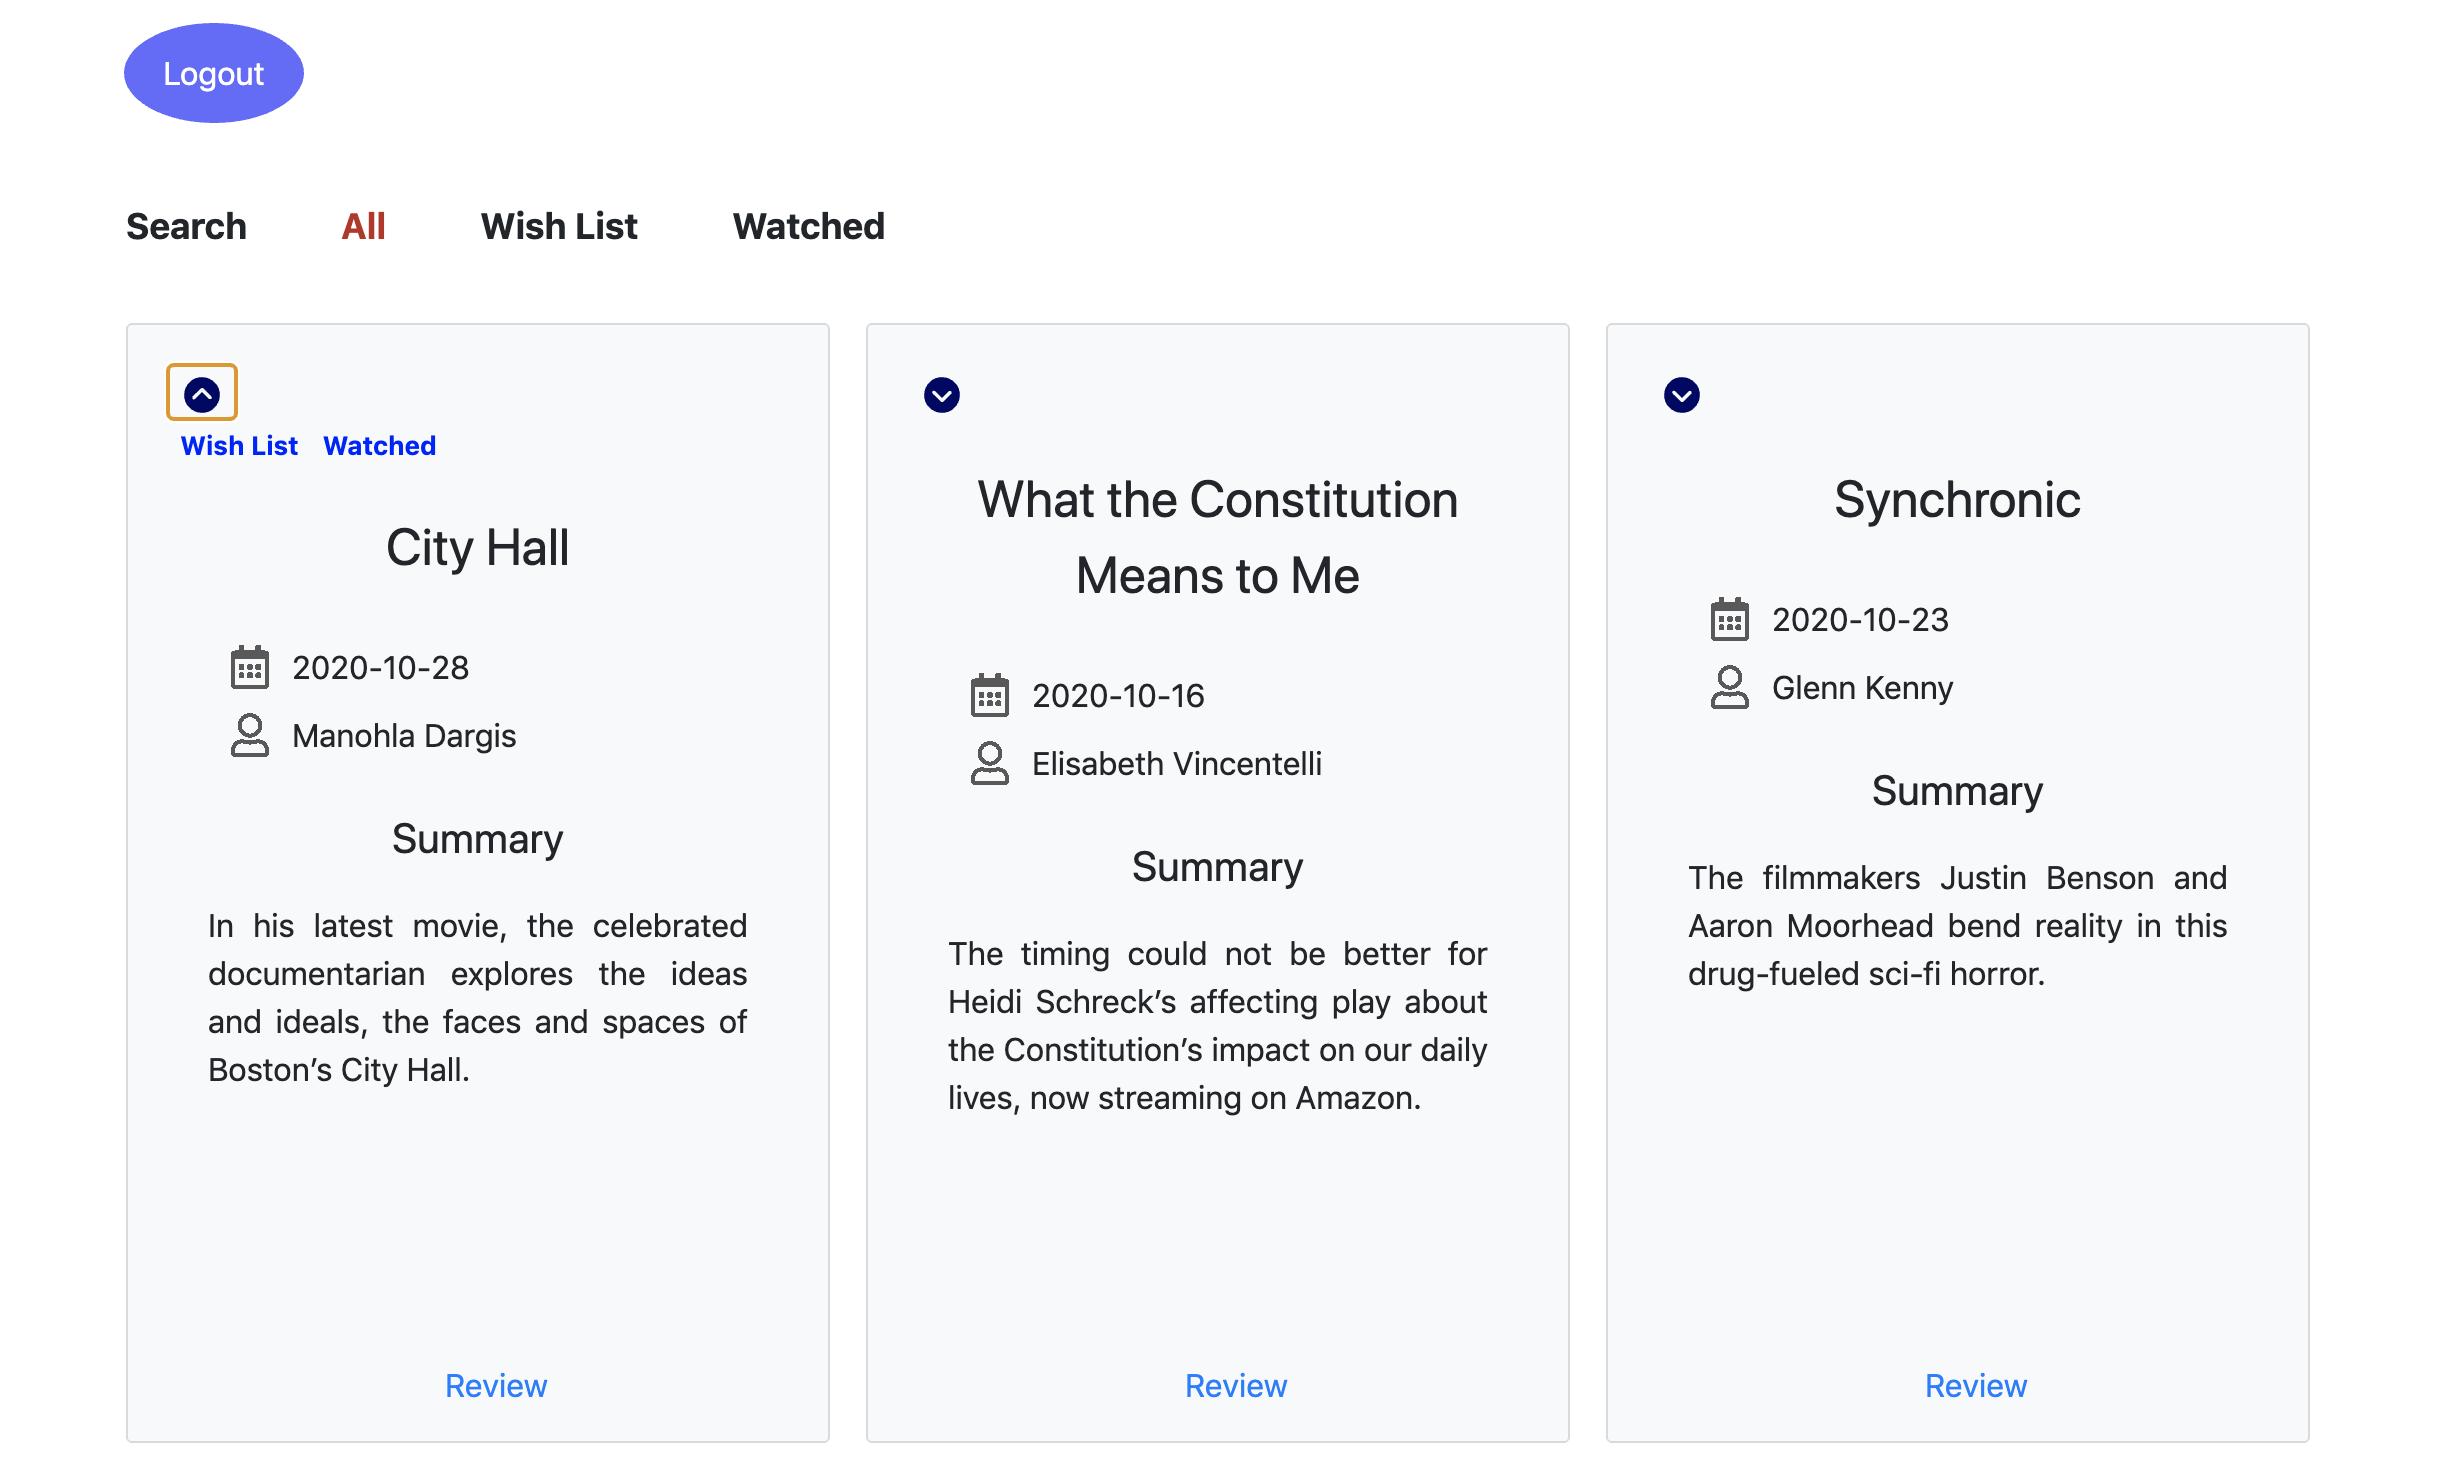 Logout
Search All Wish List Watched
Wish List Watched
City Hall
2020-10-28
Manohla Dargis
Summary
In his latest movie, the celebrated
documentarian explores the ideas
and ideals, the faces and spaces of
Boston’s City Hall.
Review
What the Constitution
Means to Me
2020-10-16
Elisabeth Vincentelli
Summary
The timing could not be better for
Heidi Schreck’s affecting play about
the Constitution’s impact on our daily
lives, now streaming on Amazon.
Review
Synchronic
2020-10-23
Glenn Kenny
Summary
The filmmakers Justin Benson and
Aaron Moorhead bend reality in this
drug-fueled sci-fi horror.
Review